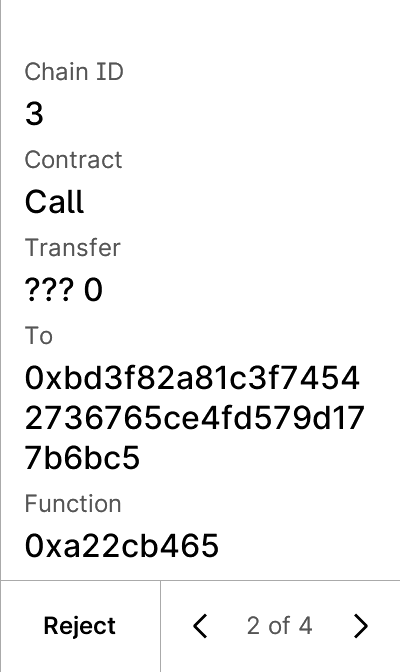 Chain ID
3
Contract
Call
Transfer
??? 0
To
0xbd3f82a81c3f7454
2736765ce4fd579d17
7b6bc5
Function
0xa22cb465
Reject
2 of 4